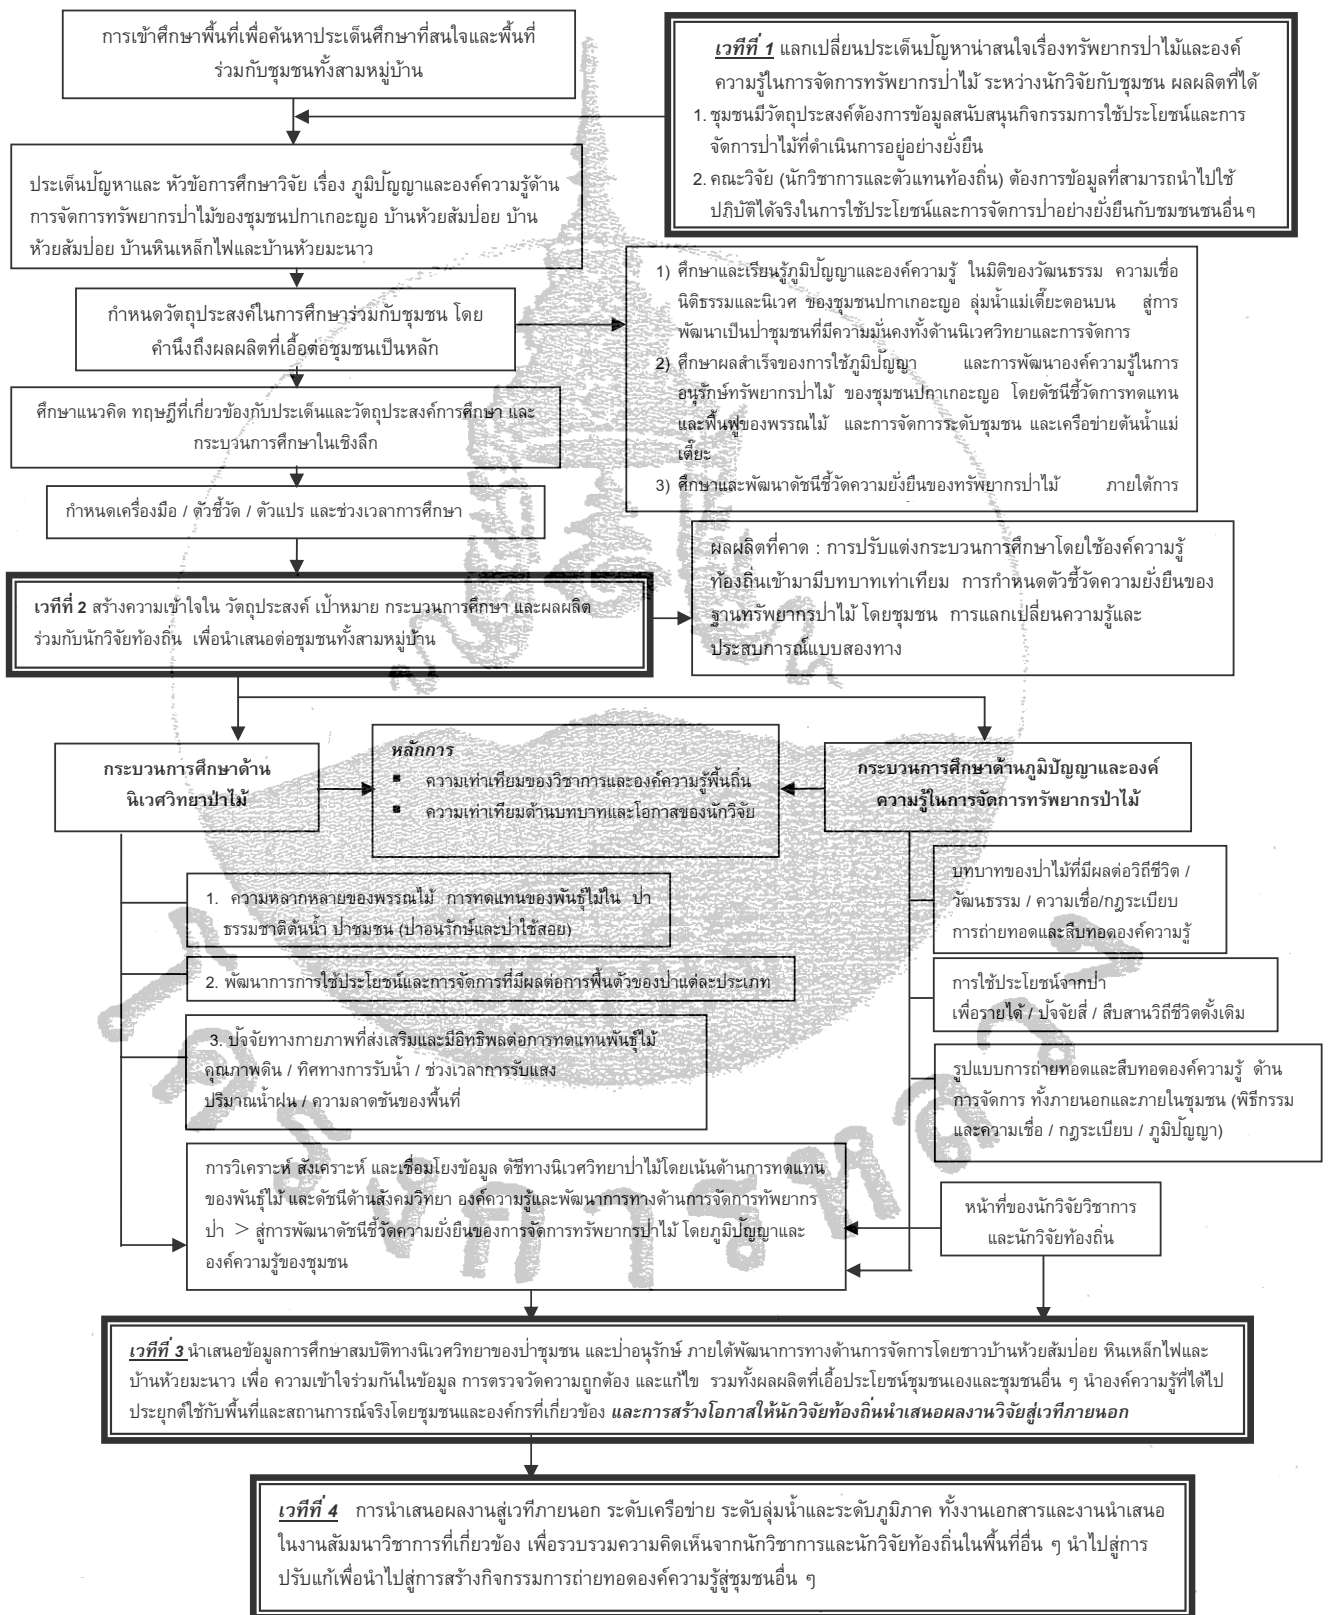 การเข้าศึกษาพื้นที่เพื่อค้นหาประเด็นศึกษาที่สนใจและพื้นที่
ร่วมกับชุมชนทั้งสามหมู่บ้าน
เวทีที่ 1 แลกเปลี่ยนประเด็นปัญหาน่าสนใจเรื่องทรัพยากรป่าไม้และองค์
ความรู้ในการจัดการทรัพยากรป่าไม้ ระหว่างนักวิจัยกับชุมชน ผลผลิตที่ได้
1. ชุมชนมีวัตถุประสงค์ต้องการข้อมูลสนับสนุนกิจกรรมการใช้ประโยชน์และการ
จัดการป่าไม้ที่ดำเนินการอยู่อย่างยั่งยืน
2. คณะวิจัย (นักวิชาการและตัวแทนท้องถิ่น) ต้องการข้อมูลที่สามารถนำไปใช้
ปฎิบัติได้จริงในการใช้ประโยชน์และการจัดการป่าอย่างยั่งยืนกับชุมชนชนอื่นๆ
ประเด็นปัญหาและ หัวข้อการศึกษาวิจัย เรื่อง ภูมิปัญญาและองค์ความรู้ด้าน
การจัดการทรัพยากรป่าไม้ของชุมชนปกาเกอะญอ บ้านห้วยส้มป่อย บ้าน
ห้วยส้มป่อย บ้านหินเหล็กไฟและบ้านห้วยมะนาว
กำหนดวัตถุประสงค์ในการศึกษาร่วมกับชุมชน โดย
คำนึงถึงผลผลิตที่เอื้อต่อชุมชนเป็นหลัก
1) ศึกษาและเรียนรู้ภูมิปัญญาและองค์ความรู้ ในมิติของวัฒนธรรม ความเชื่อ
นิติธรรมและนิเวศ ของชุมชนปกาเกอะญอ ลุ่มน้ำแม่เตี๊ยะตอนบน สู่การ
พัฒนาเป็นป่าชุมชนที่มีความมั่นคงทั้งด้านนิเวศวิทยาและการจัดการ
2) ศึกษาผลสำเร็จของการใช้ภูมิปัญญา และการพัฒนาองค์ความรู้ในการ
อนุรักษ์ทรัพยากรป่าไม้ ของชุมชนปกาเกอะญอ โดยดัชนีชี้วัดการทดแทน
และฟื้นฟูของพรรณไม้ และการจัดการระดับชุมชน และเครือข่ายต้นน้ำแม่
เตี๊ยะ
3) ศึกษาและพัฒนาดัชนีชี้วัดความยั่งยืนของทรัพยากรป่าไม้ ภายใต้การ
ศึกษาแนวคิด ทฤษฎีที่เกี่ยวข้องกับประเด็นและวัตถุประสงค์การศึกษา และ
กระบวนการศึกษาในเชิงลึก
กำหนดเครื่องมือ / ตัวชี้วัด / ตัวแปร และช่วงเวลาการศึกษา
ผลผลิตที่คาด : การปรับแต่งกระบวนการศึกษาโดยใช้องค์ความรู้
ท้องถิ่นเข้ามามีบทบาทเท่าเทียม การกำหนดตัวชี้วัดความยั่งยืนของ
ฐานทรัพยากรป่าไม้ โดยชุมชน การแลกเปลี่ยนความรู้และ
ประสบการณ์แบบสองทาง
เวทีที่ 2 สร้างความเข้าใจใน วัตถุประสงค์ เป้าหมาย กระบวนการศึกษา และผลผลิต
ร่วมกับนักวิจัยท้องถิ่น เพื่อนำเสนอต่อชุมชนทั้งสามหมู่บ้าน
กระบวนการศึกษาด้าน
นิเวศวิทยาป่าไม้
หลักการ
▪ ความเท่าเทียมของวิชาการและองค์ความรู้พื้นถิ่น
▪ ความเท่าเทียมด้านบทบาทและโอกาสของนักวิจัย
กระบวนการศึกษาด้านภูมิปัญญาและองค์
ความรู้ในการจัดการทรัพยากรป่าไม้
1. ความหลากหลายของพรรณไม้ การทดแทนของพันธุ์ไม้ใน ป่า
ธรรมชาติต้นน้ำ ป่าชุมชน (ป่าอนุรักษ์และป่าใช้สอย)
2. พัฒนาการการใช้ประโยชน์และการจัดการที่มีผลต่อการฟื้นตัวของป่าแต่ละประเภท
3. ปัจจัยทางกายภาพที่ส่งเสริมและมีอิทธิพลต่อการทดแทนพันธุ์ไม้
คุณภาพดิน / ทิศทางการรับน้ำ / ช่วงเวลาการรับแสง
ปริมาณน้ำฝน / ความลาดชันของพื้นที่
บทบาทของป่าไม้ที่มีผลต่อวิถีชีวิต /
วัฒนธรรม / ความเชื่อ/กฎระเบียบ
การถ่ายทอดและสืบทอดองค์ความรู้
การใช้ประโยชน์จากป่า
เพื่อรายได้ / ปัจจัยสี่ / สืบสานวิถีชีวิตดั้งเดิม
รูปแบบการถ่ายทอดและสืบทอดองค์ความรู้ ด้าน
การจัดการ ทั้งภายนอกและภายในชุมชน (พิธีกรรม
และความเชื่อ / กฎระเบียบ / ภูมิปัญญา)
การวิเคราะห์ สังเคราะห์ และเชื่อมโยงข้อมูล ดัชีทางนิเวศวิทยาป่าไม้โดยเน้นด้านการทดแทน
ของพันธุ์ไม้ และดัชนีด้านสังคมวิทยา องค์ความรู้และพัฒนาการทางด้านการจัดการทัพยากร
ป่า > สู่การพัฒนาดัชนีชี้วัดความยั่งยืนของการจัดการทรัพยากรป่าไม้ โดยภูมิปัญญาและ
องค์ความรู้ของชุมชน
หน้าที่ของนักวิจัยวิชาการ
และนักวิจัยท้องถิ่น
เวทีที่ 3 นำเสนอข้อมูลการศึกษาสมบัติทางนิเวศวิทยาของป่าชุมชน และป่าอนุรักษ์ ภายใต้พัฒนาการทางด้านการจัดการโดยชาวบ้านห้วยส้มป่อย หินเหล็กไฟและ
บ้านห้วยมะนาว เพื่อ ความเข้าใจร่วมกันในข้อมูล การตรวจวัดความถูกต้อง และแก้ไข รวมทั้งผลผลิตที่เอื้อประโยชน์ชุมชนเองและชุมชนอื่น ๆ นำองค์ความรู้ที่ได้ไป
ประยุกต์ใช้กับพื้นที่และสถานการณ์จริงโดยชุมชนและองค์กรที่เกี่ยวข้อง และการสร้างโอกาสให้นักวิจัยท้องถิ่นนำเสนอผลงานวิจัยสู่เวทีภายนอก
เวทีที่ 4 การนำเสนอผลงานสู่เวทีภายนอก ระดับเครือข่าย ระดับลุ่มน้ำและระดับภูมิภาค ทั้งงานเอกสารและงานนำเสนอ
ในงานสัมมนาวิชาการที่เกี่ยวข้อง เพื่อรวบรวมความคิดเห็นจากนักวิชาการและนักวิจัยท้องถิ่นในพื้นที่อื่น ๆ นำไปสู่การ
ปรับแก้เพื่อนำไปสู่การสร้างกิจกรรมการถ่ายทอดองค์ความรู้สู่ชุมชนอื่น ๆ